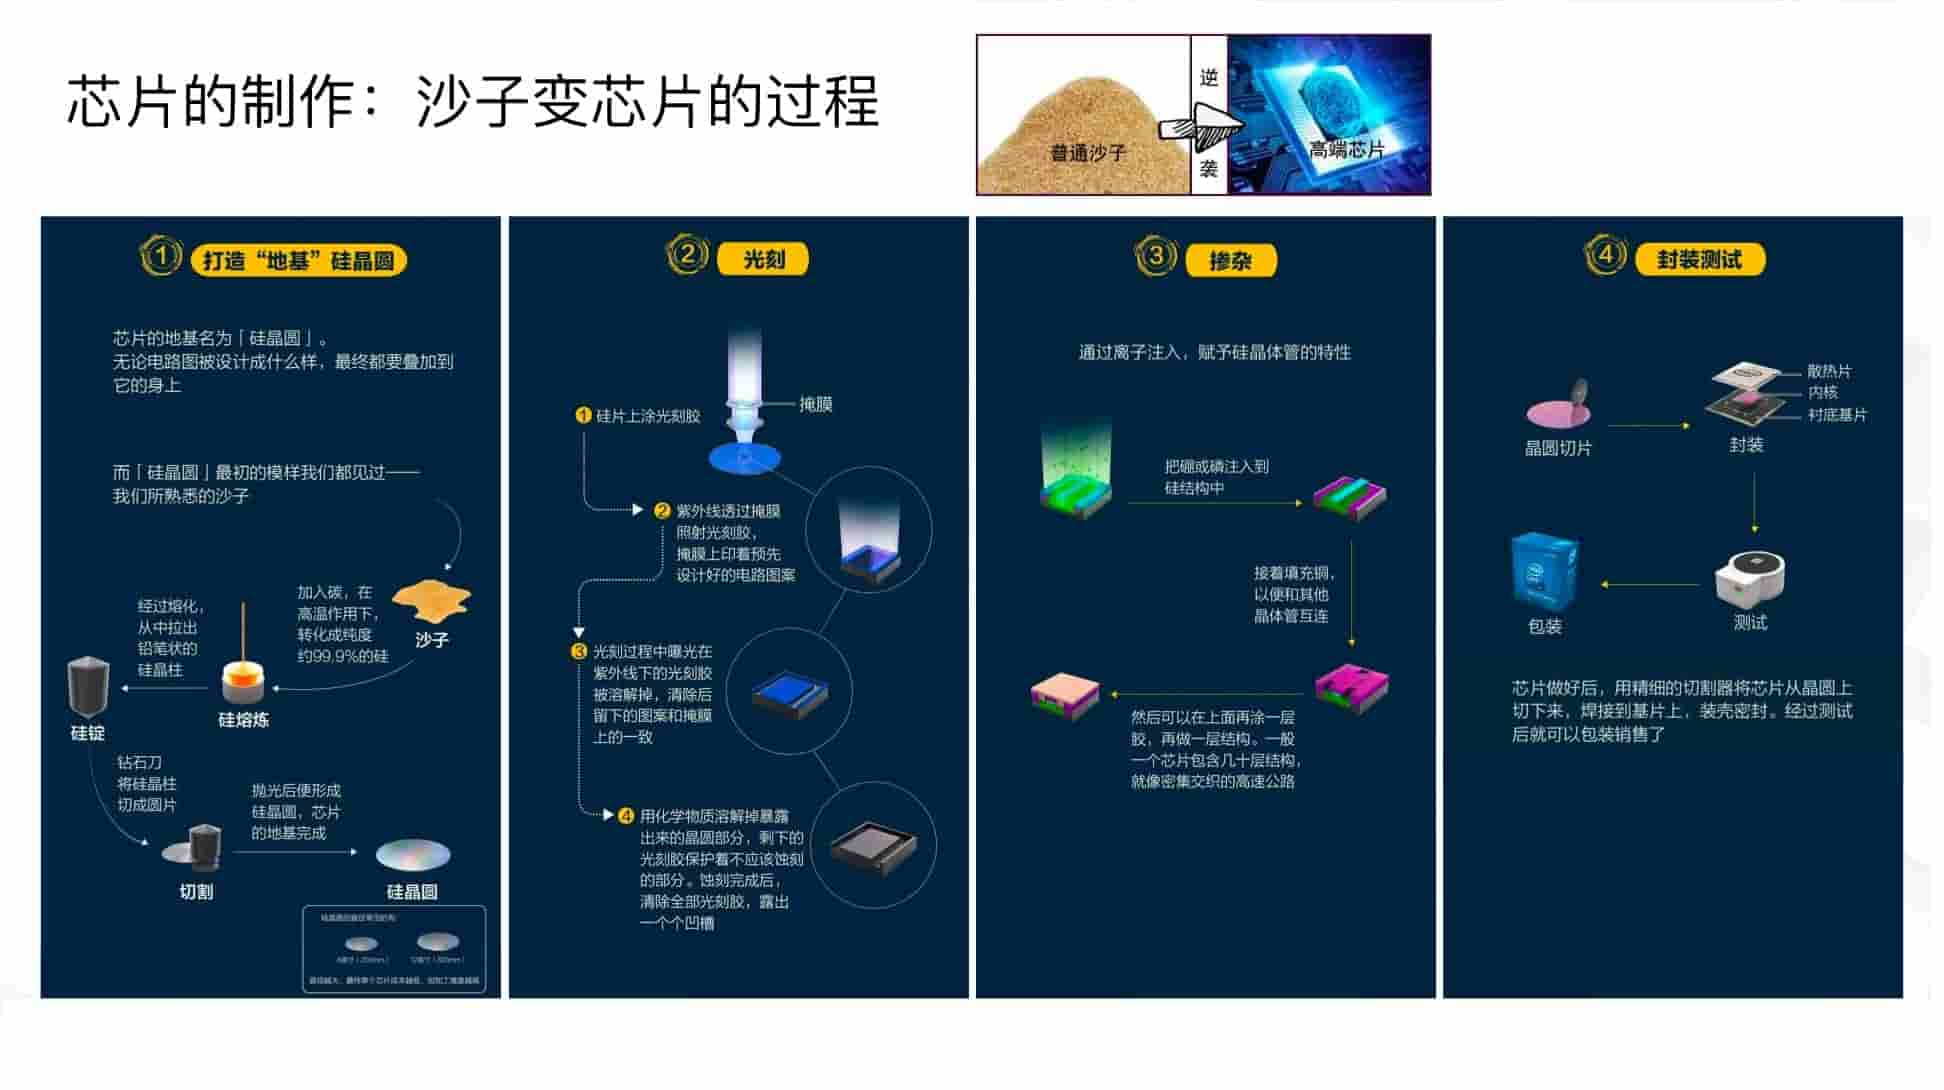 芯片的制作：沙子变芯片的过程
普通沙子
逆
袭
高端芯片
1 打造“地基”硅晶圆
芯片的地基名为「硅晶圆」。
无论电路图被设计成什么样，最终都要叠加到
它的身上
而「硅晶圆」最初的模样我们都见过——
我们所熟悉的沙子
沙子
加入碳，在
高温作用下，
转化成纯度
约99.9%的硅
硅熔炼
经过熔化，
从中拉出
铅笔状的
硅晶柱
硅锭
钻石刀
将硅晶柱
切成圆片
切割
抛光后便形成
硅晶圆，芯片
的地基完成
硅晶圆
8英寸（200mm）
12英寸（300mm）
2 光刻
掩膜
1 硅片上涂光刻胶
2 紫外线透过掩膜
照射光刻胶，
掩膜上印着预先
设计好的电路图案
3 光刻过程中曝光在
紫外线下的光刻胶
被溶解掉，清除后
留下的图案和掩膜
上的一致
4 用化学物质溶解掉暴露
出来的晶圆部分，剩下的
光刻胶保护着不应该蚀刻
的部分。蚀刻完成后，
清除全部光刻胶，露出
一个个凹槽
3 掺杂
通过离子注入，赋予硅晶体管的特性
把硼或磷注入到
硅结构中
接着填充铜，
以便和其他
晶体管互连
然后可以在上面再涂一层
胶，再做一层结构。一般
一个芯片包含几十层结构，
就像密集交织的高速公路
4 封装测试
晶圆切片
散热片
内核
衬底基片
封装
测试
包装
芯片做好后，用精细的切割器将芯片从晶圆上
切下来，焊接到基片上，装壳密封。经过测试
后就可以包装销售了